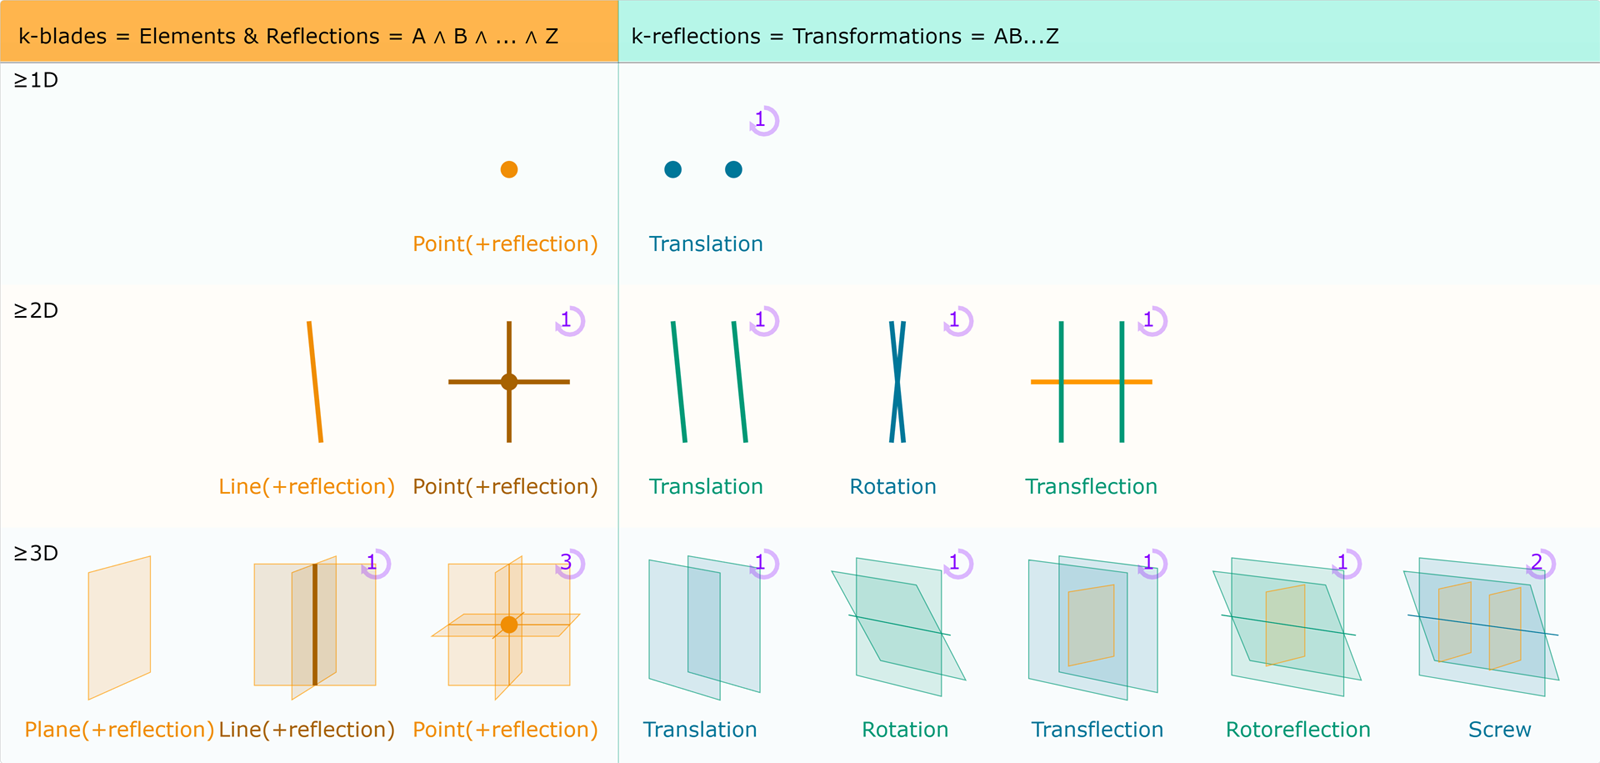 k-blades = Elements & Reflections = A ∧ B ∧ ... ∧ Z
k-reflections = Transformations = AB...Z
≥1D
1
Point(+reflection)
Translation
≥2D
1
1
1
1
Line(+reflection)
Point(+reflection)
Translation
Rotation
Transflection
≥3D
1
3
1
1
1
1
2
Plane(+reflection)
Line(+reflection)
Point(+reflection)
Translation
Rotation
Transflection
Rotoreflection
Screw